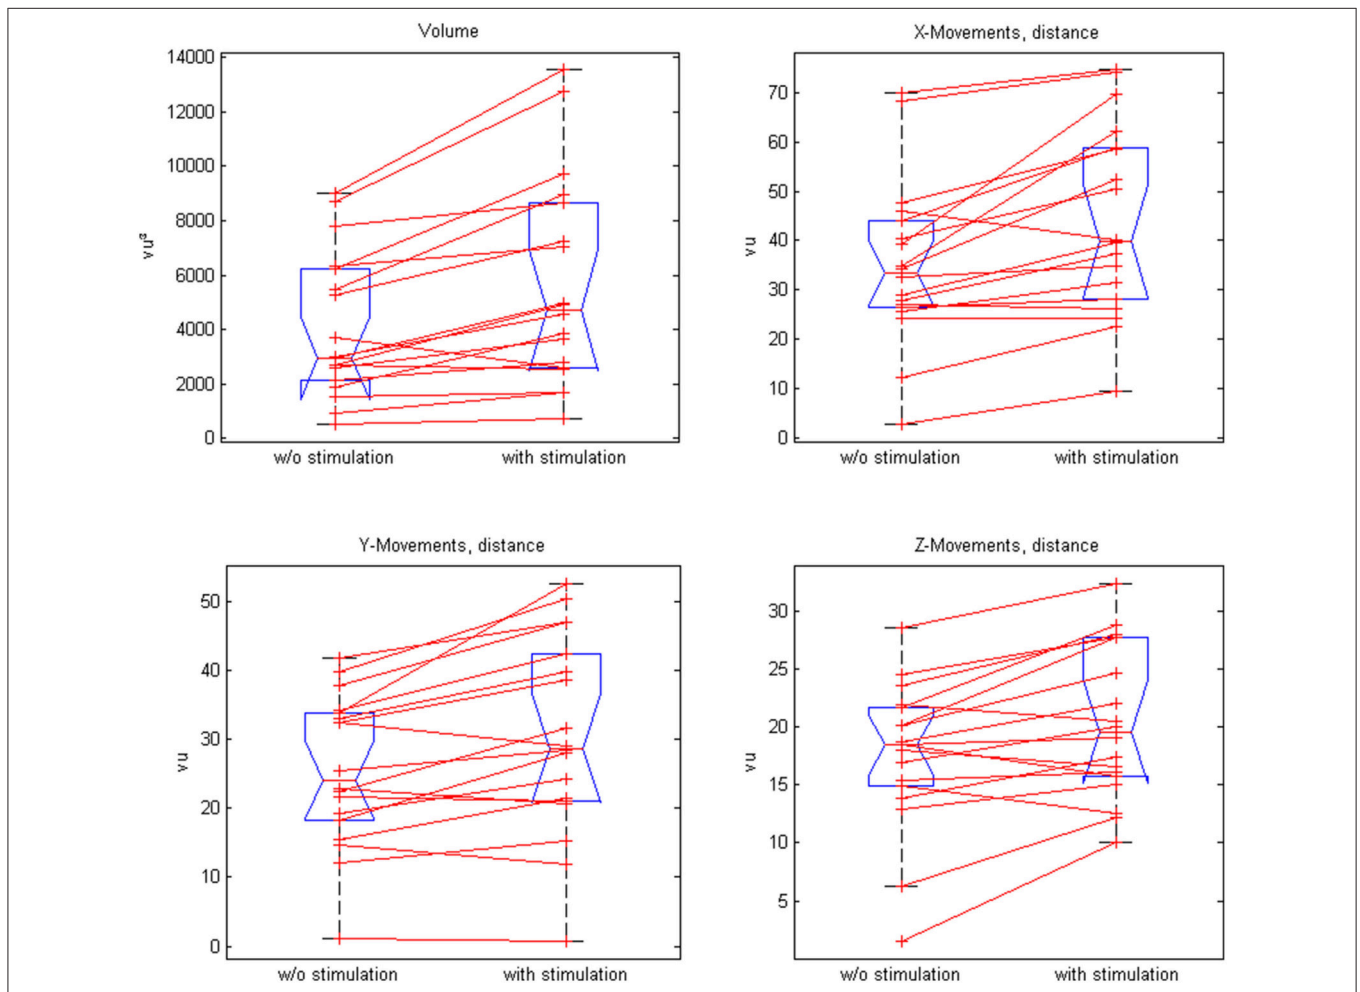 Volume
14000
12000
10000
8000
6000
4000
2000
0
vu³
w/o stimulation with stimulation
X-Movements, distance
70
60
50
40
30
20
10
0
vu
w/o stimulation with stimulation
Y-Movements, distance
50
40
30
20
10
0
vu
w/o stimulation with stimulation
Z-Movements, distance
30
25
20
15
10
5
vu
w/o stimulation with stimulation